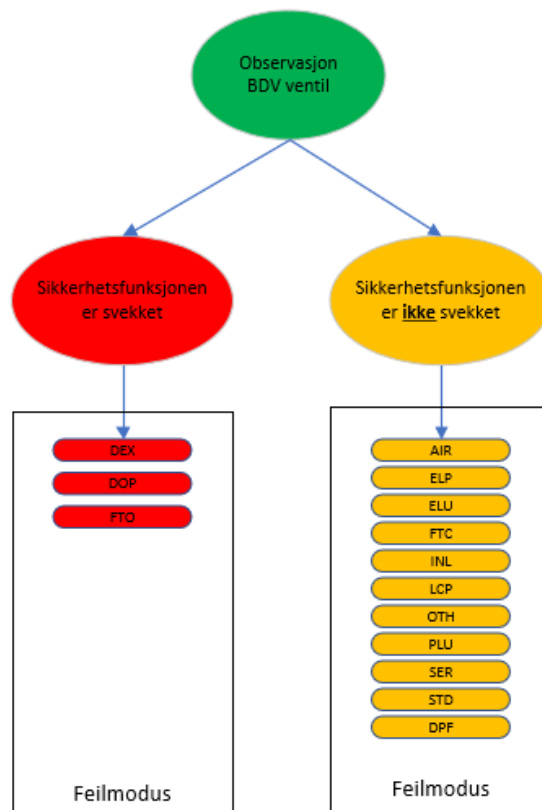 Observasjon
BDV ventil
Sikkerhetsfunksjonen
er svekket
Sikkerhetsfunksjonen
er ikke svekket
DEX
DOP
FTO
Feilmodus
AIR
ELP
ELU
FTC
INL
LCP
OTH
PLU
SER
STD
DPF
Feilmodus